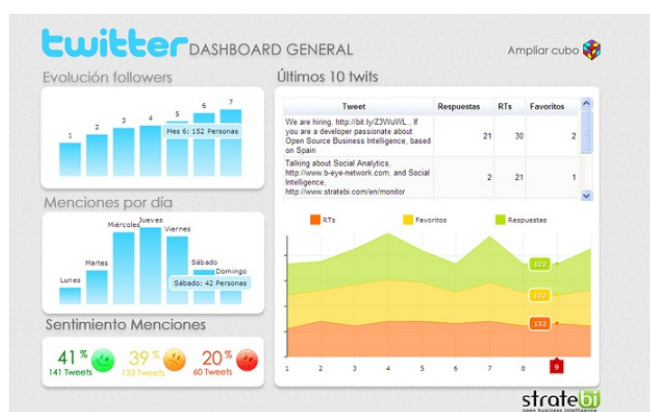 twitter DASHBOARD GENERAL
Ampliar cubo
Evolución followers
1 2 3 4 5 6 7
Mes 6: 152 Personas
Menciones por día
Lunes Martes Miércoles Jueves Viernes Sábado Domingo
Sábado: 42 Personas
Sentimiento Menciones
41% 39% 20%
141 Tweets 133 Tweets 60 Tweets
Últimos 10 twits
Tweet Respuestas RTs Favoritos
We are hiring, http://bit.ly/Z3WuWL , If
you are a developer passionate about
Open Source Business Intelligence, based
on Spain
21 30 2
Talking about Social Analytics,
http://www.b-eye-network.com, and Social
Intelligence,
http://www.stratebi.com/en/monitor
2 21 1
RTs Favoritos Respuestas
122
142
132
1 2 3 4 5 6 7 8 9
stratebi
open business intelligence